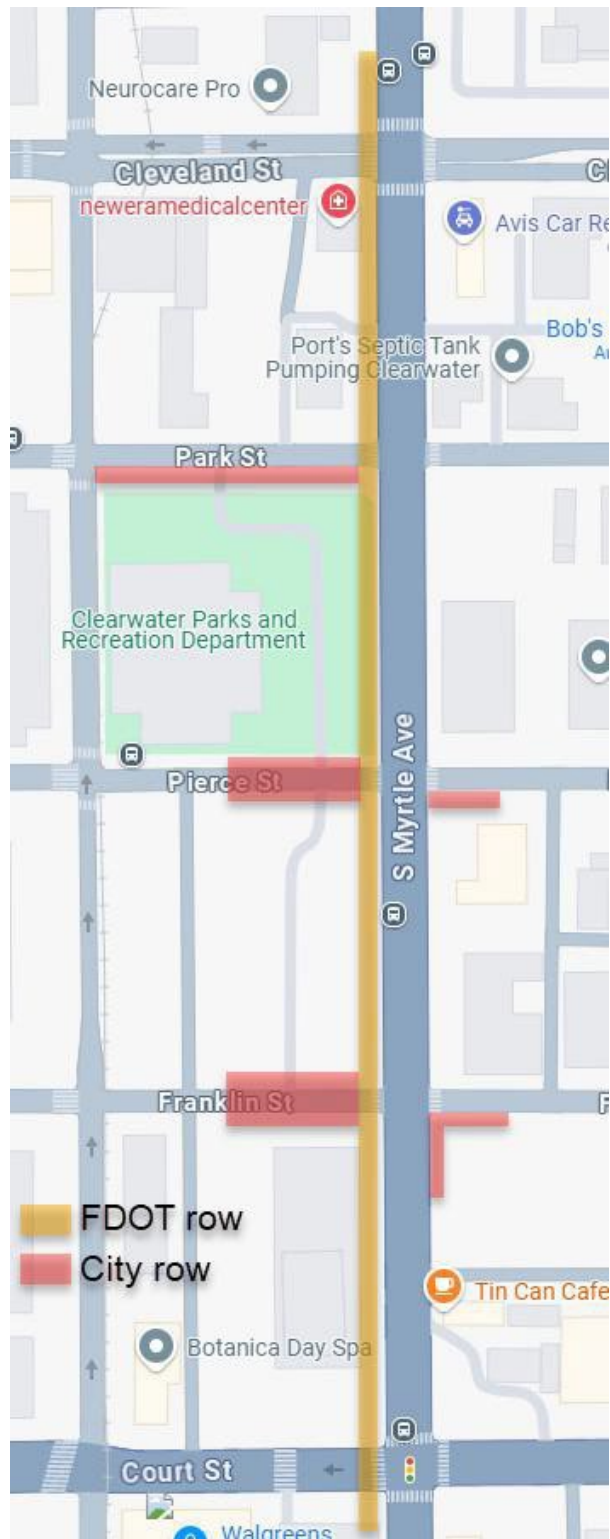 Neurocare Pro
Cleveland St
Cl
neweramedicalcenter
Avis Car Re
Bob's
Au
Port's Septic Tank
Pumping Clearwater
Park St
Clearwater Parks and
Recreation Department
Pierce St
S Myrtle Ave
Franklin St
F
FDOT row
City row
Tin Can Cafe
Botanica Day Spa
Court St
Walgreens